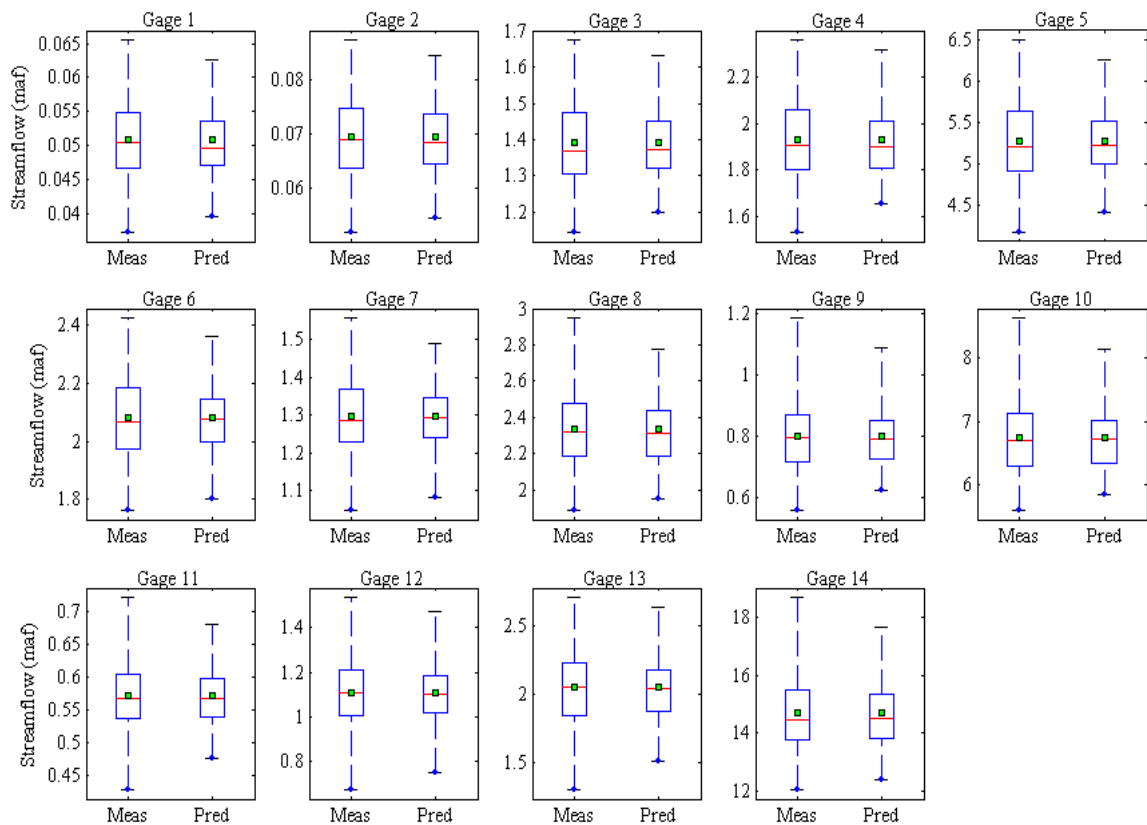 Gage 1 Gage 2 Gage 3 Gage 4 Gage 5
Streamflow (maf)
0.065 0.06 0.055 0.05 0.045 0.04
0.08 0.07 0.06
1.7 1.6 1.5 1.4 1.3 1.2
2.2 2 1.8 1.6
6.5 6 5.5 5 4.5
Meas Pred Meas Pred Meas Pred Meas Pred Meas Pred
Gage 6 Gage 7 Gage 8 Gage 9 Gage 10
Streamflow (maf)
2.4 2.2 2 1.8
1.5 1.4 1.3 1.2 1.1
3 2.8 2.6 2.4 2.2 2
1.2 1 0.8 0.6
8 7 6
Meas Pred Meas Pred Meas Pred Meas Pred Meas Pred
Gage 11 Gage 12 Gage 13 Gage 14
Streamflow (maf)
0.7 0.65 0.6 0.55 0.5 0.45
1.4 1.2 1 0.8
2.5 2 1.5
18 16 14 12
Meas Pred Meas Pred Meas Pred Meas Pred